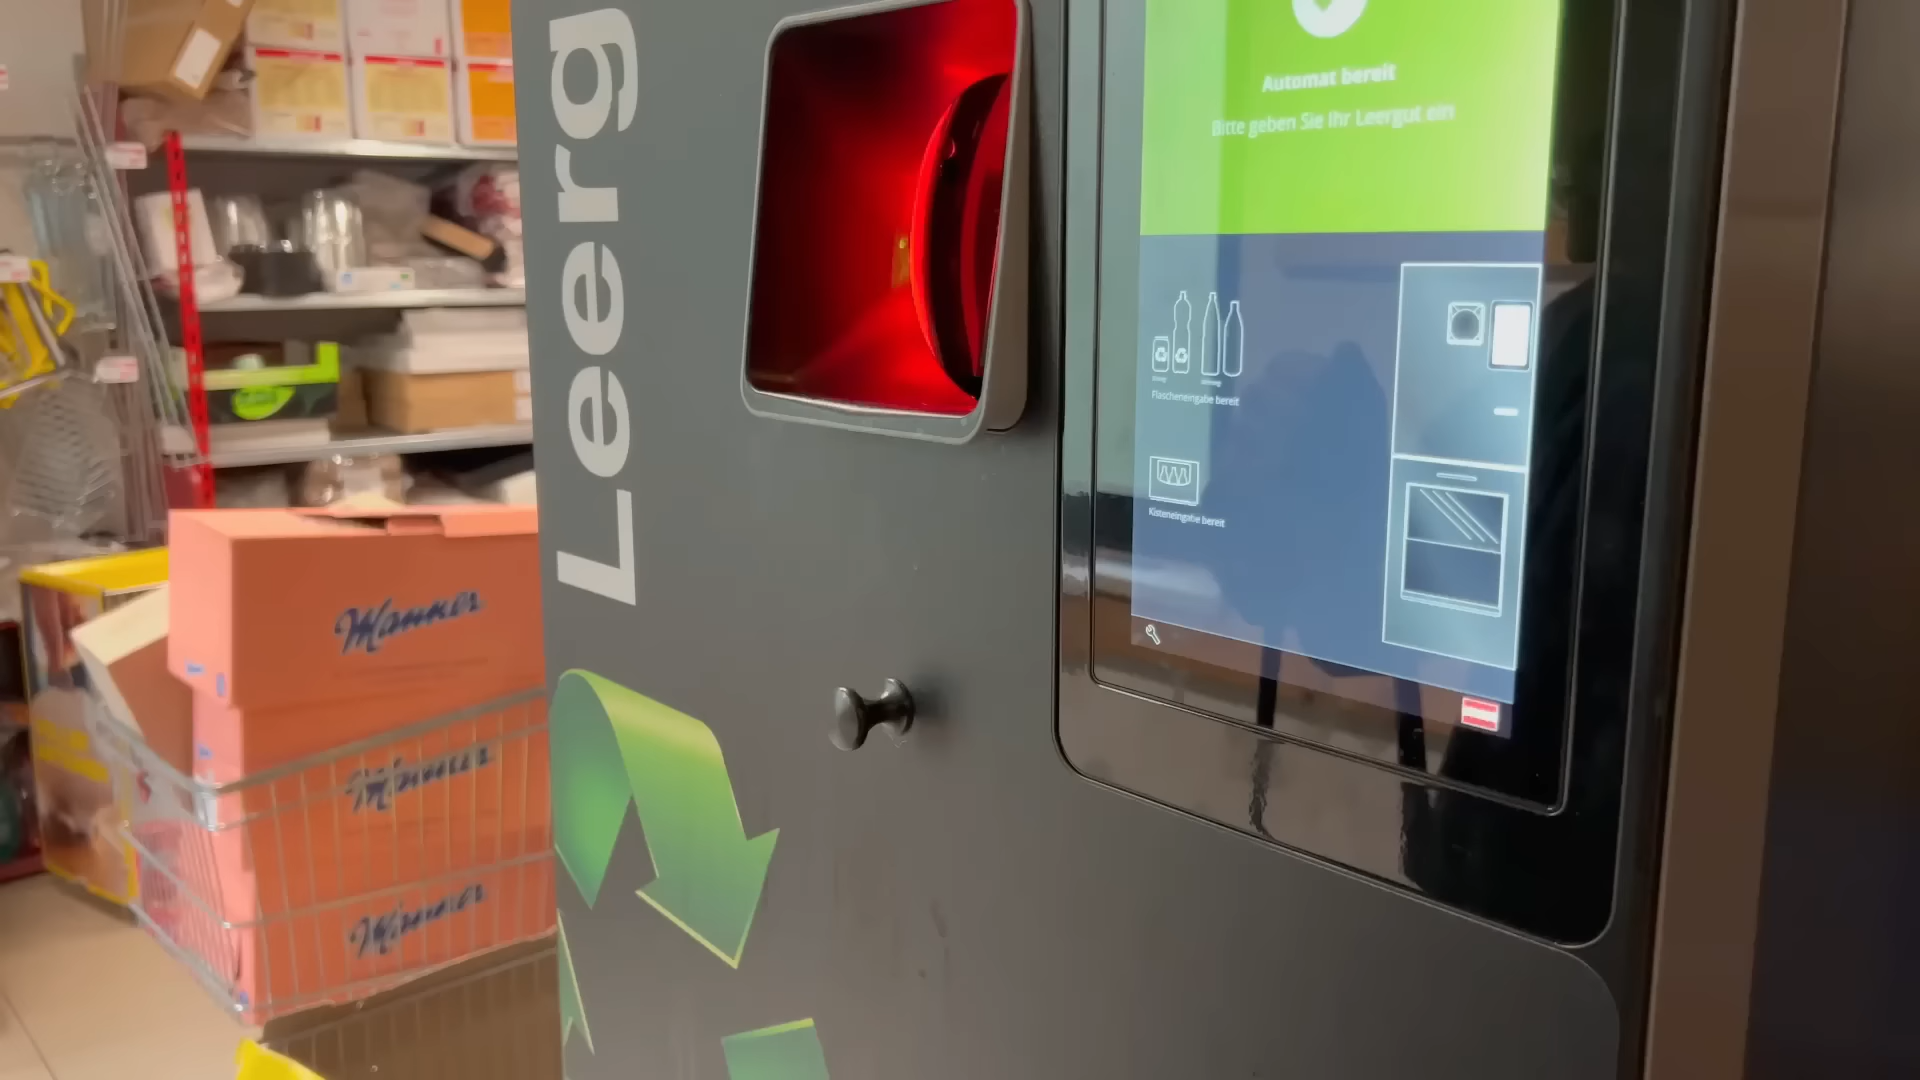 Leerg
Automat bereit
Bitte geben Sie Ihr Leergut ein
Flascheneingabe bereit
Kisteneingabe bereit
Manner
Manner
Manner